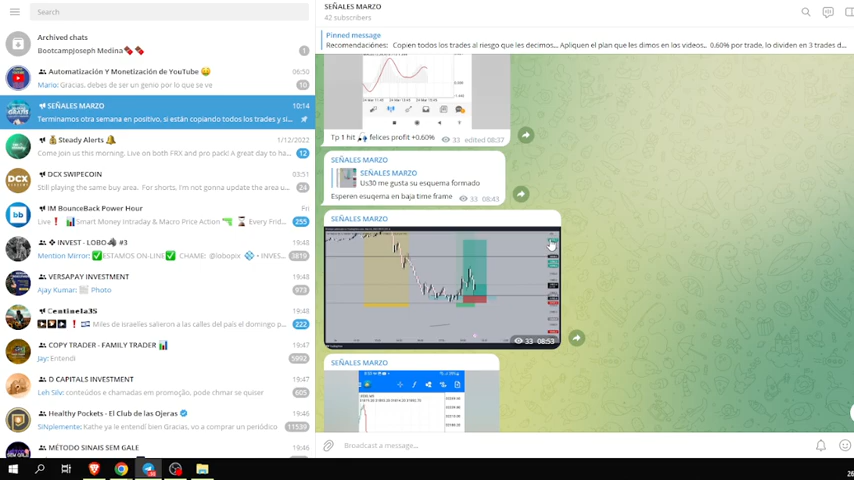 Search
Archived chats
BootcampJoseph Medina
1
Automatización Y Monetización de YouTube
06:50
Mario: Gracias, debes de ser un genio por lo que se ve
10
SEÑALES MARZO
10:14
Terminamos otra semana en positivo, si están copiando todos los trades y si...
Steady Alerts
1/12/2022
Come join us this morning, Live on both FRX and pro pack! A great day to ha...
12
DCX SWIPECOIN
03:51
Still playing the same buy area. For shorts, I'm not gonna update the area u...
24
IM BounceBack Power Hour
Fri
Live Smart Money Intraday & Macro Price Action Every Frid...
255
INVEST - LOBO #3
19:48
Mention Mirror: ESTAMOS ON-LINE CHAME: @lobopix • INVES...
3819
VERSAPAY INVESTMENT
19:48
Ajay Kumar: Photo
973
Centinela35
19:48
Miles de Israelies salieron a las calles del país el domingo p...
222
COPY TRADER - FAMILY TRADER
19:47
Jay: Entendi
5992
D CAPITALS INVESTMENT
19:47
Leh Silv: conteúdos e chamadas em promoção, pode chamar se quiser
605
Healthy Pockets - El Club de las Ojeras
19:46
SiNplemente: Kathe ya le entendí bien Gracias, vo a comprar un periódico
11539
MÉTODO SINAIS SEM GALE
19:46
SEÑALES MARZO
42 subscribers
Pinned message
Recomendaciónes: Copien todos los trades al riesgo que les decimos... Apliquen el plan que les dimos en los videos.. 0.60% por trade, lo dividen en 3 trades d...
Tp 1 hit felices profit +0.60%
33 edited 08:37
SEÑALES MARZO
SEÑALES MARZO
Us30 me gusta su esquema formado
Esperen esuqema en baja time frame
33 08:43
SEÑALES MARZO
33 08:53
SEÑALES MARZO
Broadcast a message...
26